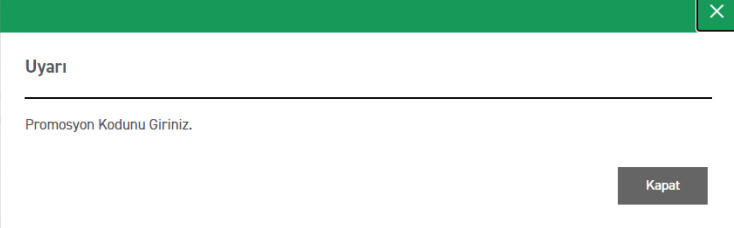 Uyarı
Promosyon Kodunu Giriniz.
Kapat